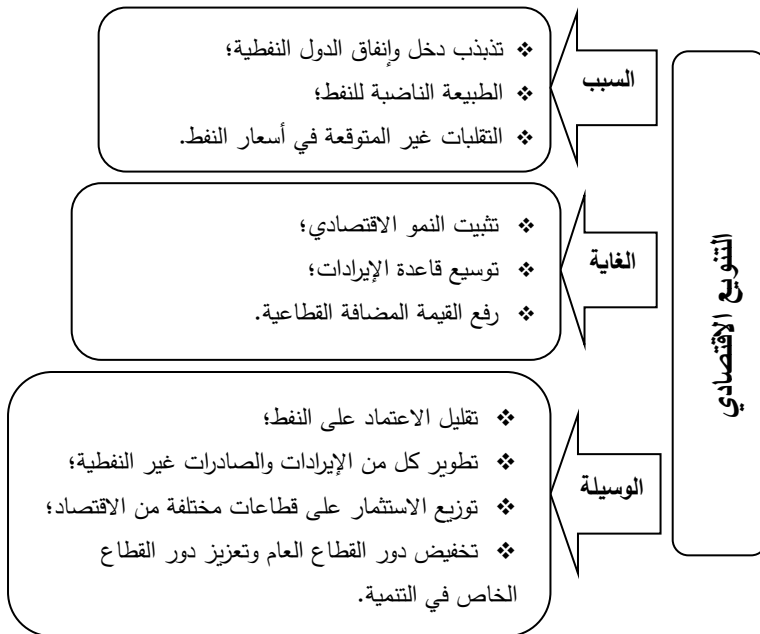 التنويع الاقتصادي
السبب
❖ تذبذب دخل وإنفاق الدول النفطية؛
❖ الطبيعة الناضبة للنفط؛
❖ التقلبات غير المتوقعة في أسعار النفط.
الغاية
❖ تثبيت النمو الاقتصادي؛
❖ توسيع قاعدة الإيرادات؛
❖ رفع القيمة المضافة القطاعية.
الوسيلة
❖ تقليل الاعتماد على النفط؛
❖ تطوير كل من الإيرادات والصادرات غير النفطية؛
❖ توزيع الاستثمار على قطاعات مختلفة من الاقتصاد؛
❖ تخفيض دور القطاع العام وتعزيز دور القطاع
الخاص في التنمية.